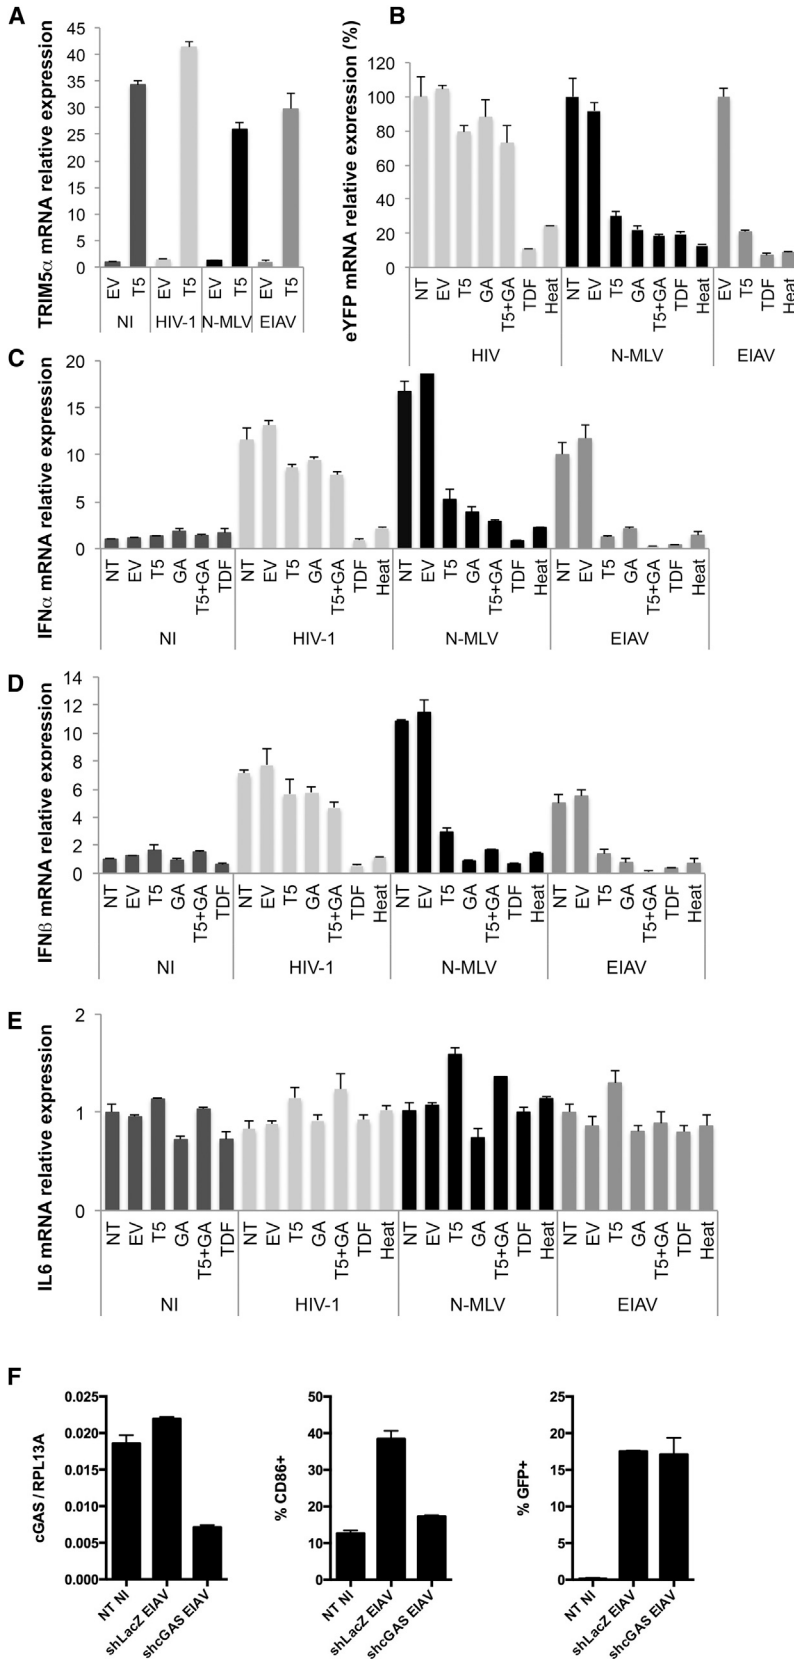 A
TRIM5α mRNA relative expression
45
40
35
30
25
20
15
10
5
0
EV T5 EV T5 EV T5 EV T5
NI HIV-1 N-MLV EIAV
B
eYFP mRNA relative expression (%)
120
100
80
60
40
20
0
NT EV T5 GA T5+GA TDF Heat NT EV T5 GA T5+GA TDF Heat EV T5 TDF Heat
HIV N-MLV EIAV
C
IFNα mRNA relative expression
20
15
10
5
0
NT EV T5 GA T5+GA TDF NT EV T5 GA T5+GA TDF Heat NT EV T5 GA T5+GA TDF Heat NT EV T5 GA T5+GA TDF Heat
NI HIV-1 N-MLV EIAV
D
IFNβ mRNA relative expression
14
12
10
8
6
4
2
0
NT EV T5 GA T5+GA TDF NT EV T5 GA T5+GA TDF Heat NT EV T5 GA T5+GA TDF Heat NT EV T5 GA T5+GA TDF Heat
NI HIV-1 N-MLV EIAV
E
IL6 mRNA relative expression
2
1
0
NT EV T5 GA T5+GA TDF NT EV T5 GA T5+GA TDF Heat NT EV T5 GA T5+GA TDF Heat NT EV T5 GA T5+GA TDF Heat
NI HIV-1 N-MLV EIAV
F
cGAS / RPL13A
0.025
0.020
0.015
0.010
0.005
0.000
NT NI shLacZ EIAV shcGAS EIAV
% CD86+
50
40
30
20
10
0
NT NI shLacZ EIAV shcGAS EIAV
% GFP+
25
20
15
10
5
0
NT NI shLacZ EIAV shcGAS EIAV